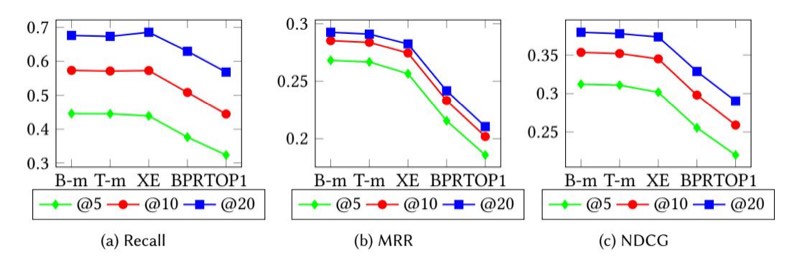 0.7
0.6
0.5
0.4
0.3
B-m T-m XE BPRTOP1
@5 @10 @20
(a) Recall
0.3
0.25
0.2
B-m T-m XE BPRTOP1
@5 @10 @20
(b) MRR
0.35
0.3
0.25
B-m T-m XE BPRTOP1
@5 @10 @20
(c) NDCG